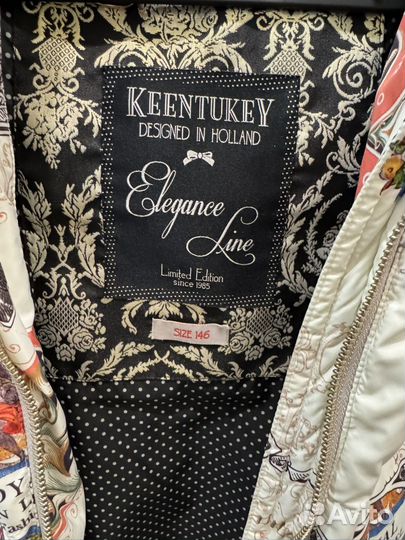 KEENTUKEY
DESIGNED IN HOLLAND
Elegance
Line
Limited Edition
since 1985
SIZE 146
Avito